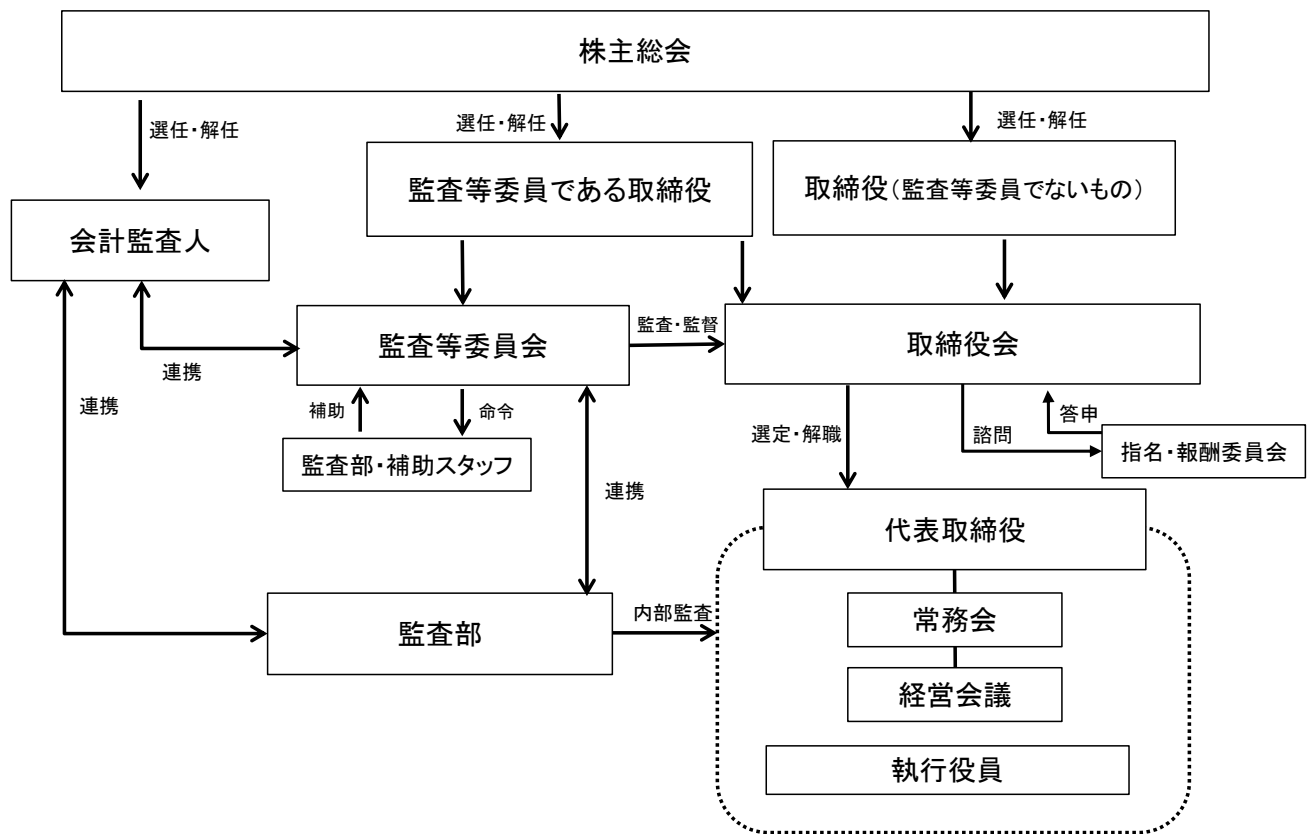 株主総会
選任・解任
選任・解任
選任・解任
監査等委員である取締役
取締役（監査等委員でないもの）
会計監査人
監査等委員会
監査・監督
取締役会
連携
連携
補助
命令
選定・解職
諮問
答申
指名・報酬委員会
監査部・補助スタッフ
連携
代表取締役
監査部
内部監査
常務会
経営会議
執行役員